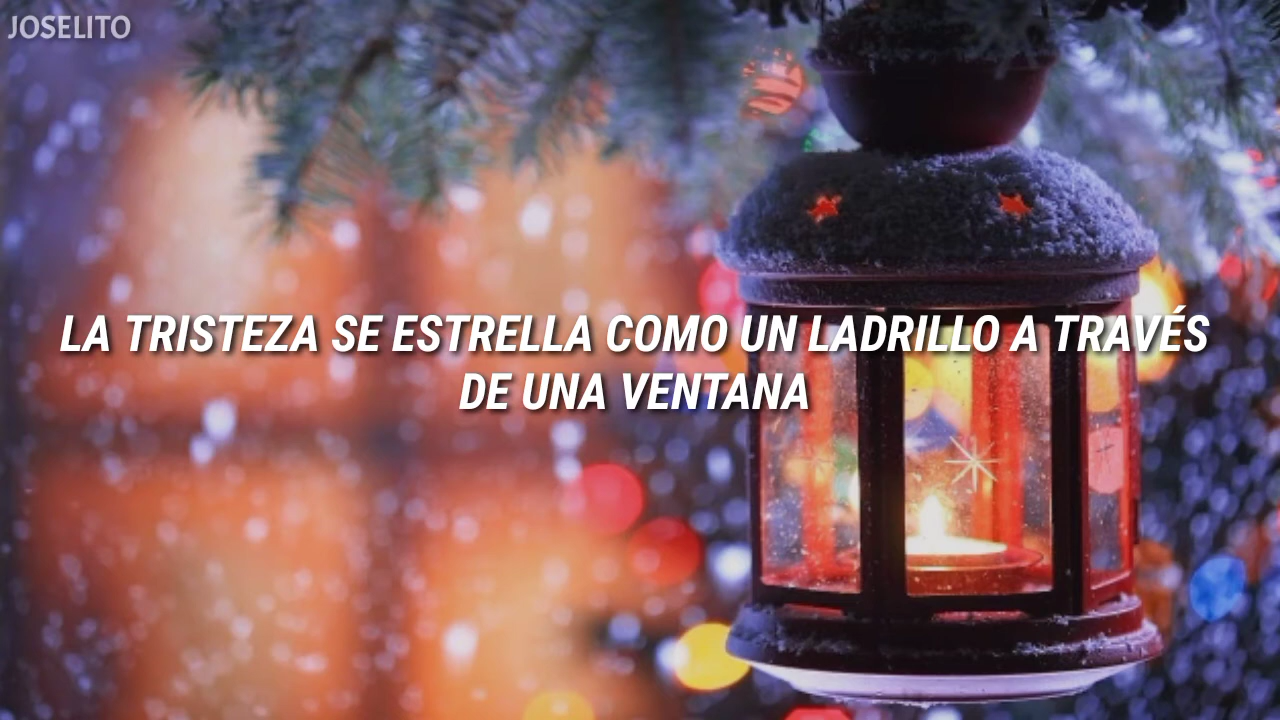 JOSELITO
LA TRISTEZA SE ESTRELLA COMO UN LADRILLO A TRAVÉS
DE UNA VENTANA